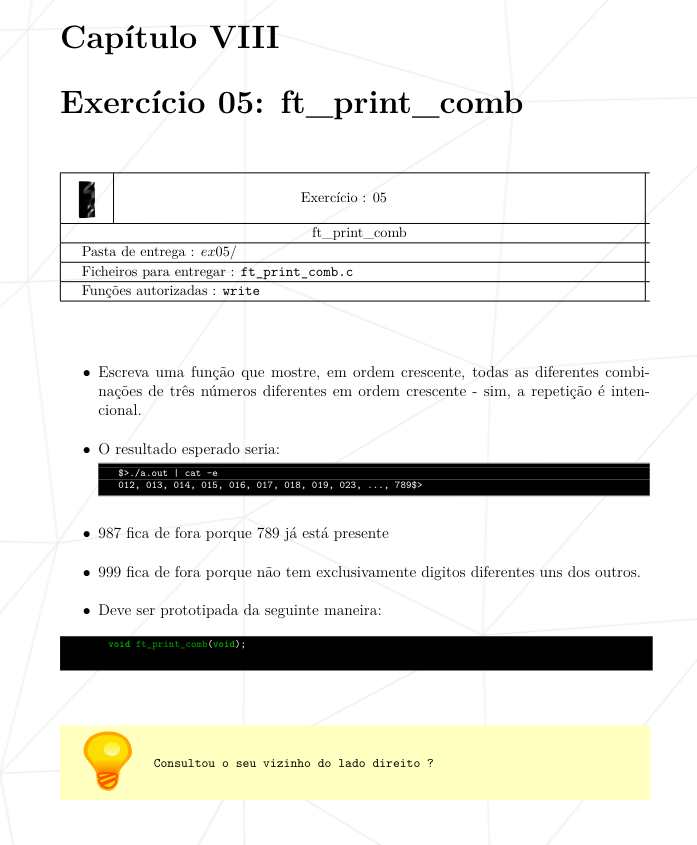 Capítulo VIII
Exercício 05: ft_print_comb
Exercício : 05
ft_print_comb
Pasta de entrega : ex05/
Ficheiros para entregar : ft_print_comb.c
Funções autorizadas : write
• Escreva uma função que mostre, em ordem crescente, todas as diferentes combi-
nações de três números diferentes em ordem crescente - sim, a repetição é inten-
cional.
• O resultado esperado seria:
$>./a.out | cat -e
012, 013, 014, 015, 016, 017, 018, 019, 023, ..., 789$>
• 987 fica de fora porque 789 já está presente
• 999 fica de fora porque não tem exclusivamente digitos diferentes uns dos outros.
• Deve ser prototipada da seguinte maneira:
void ft_print_comb(void);
Consultou o seu vizinho do lado direito ?